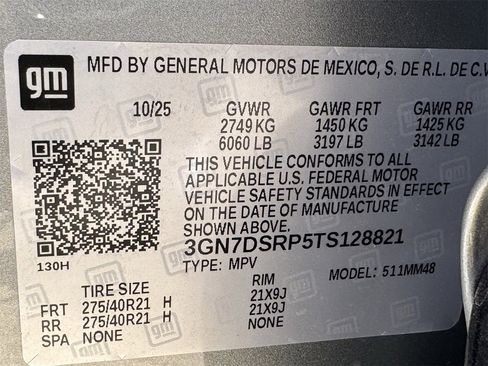 gm
MFD BY GENERAL MOTORS DE MEXICO, S. DE R.L. DE C.V
10/25 GVWR GAWR FRT GAWR RR
2749 KG 1450 KG 1425 KG
6060 LB 3197 LB 3142 LB
THIS VEHICLE CONFORMS TO ALL
APPLICABLE U.S. FEDERAL MOTOR
VEHICLE SAFETY STANDARDS IN EFFECT
ON THE DATE OF MANUFACTURE SHOWN ABOVE.
3GN7DSRP5TS128821
130H TYPE: MPV MODEL: 511MM48
TIRE SIZE RIM
FRT 275/40R21 H 21X9J
RR 275/40R21 H 21X9J
SPA NONE NONE